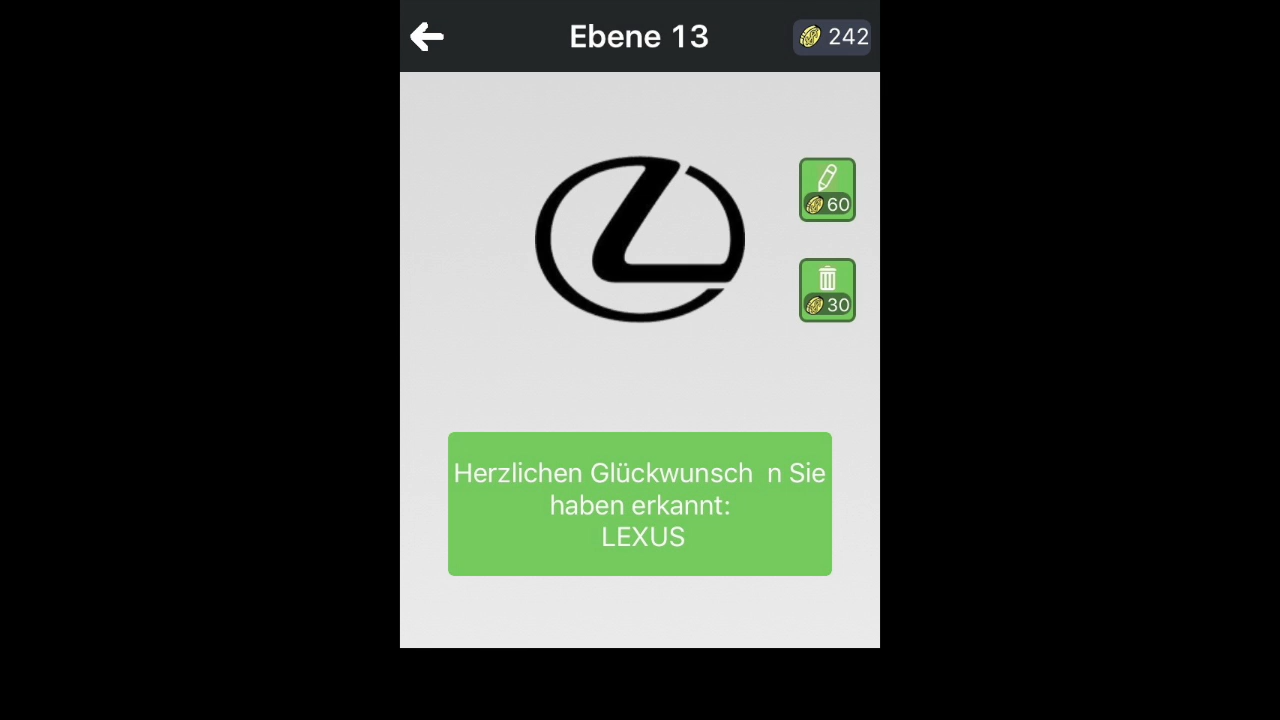 Ebene 13
242
60
30
Herzlichen Glückwunsch  n Sie
haben erkannt:
LEXUS